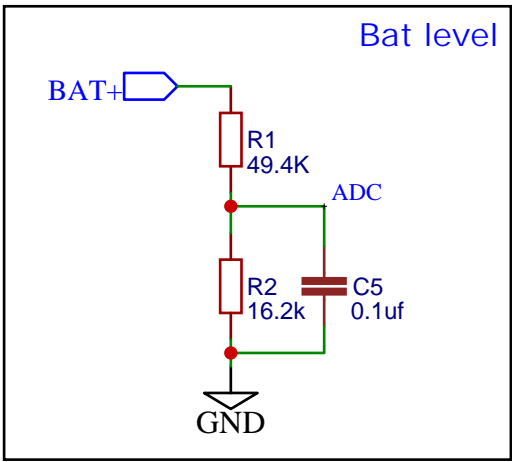 Bat level
BAT+
R1
49.4K
ADC
R2
16.2k
C5
0.1uf
GND